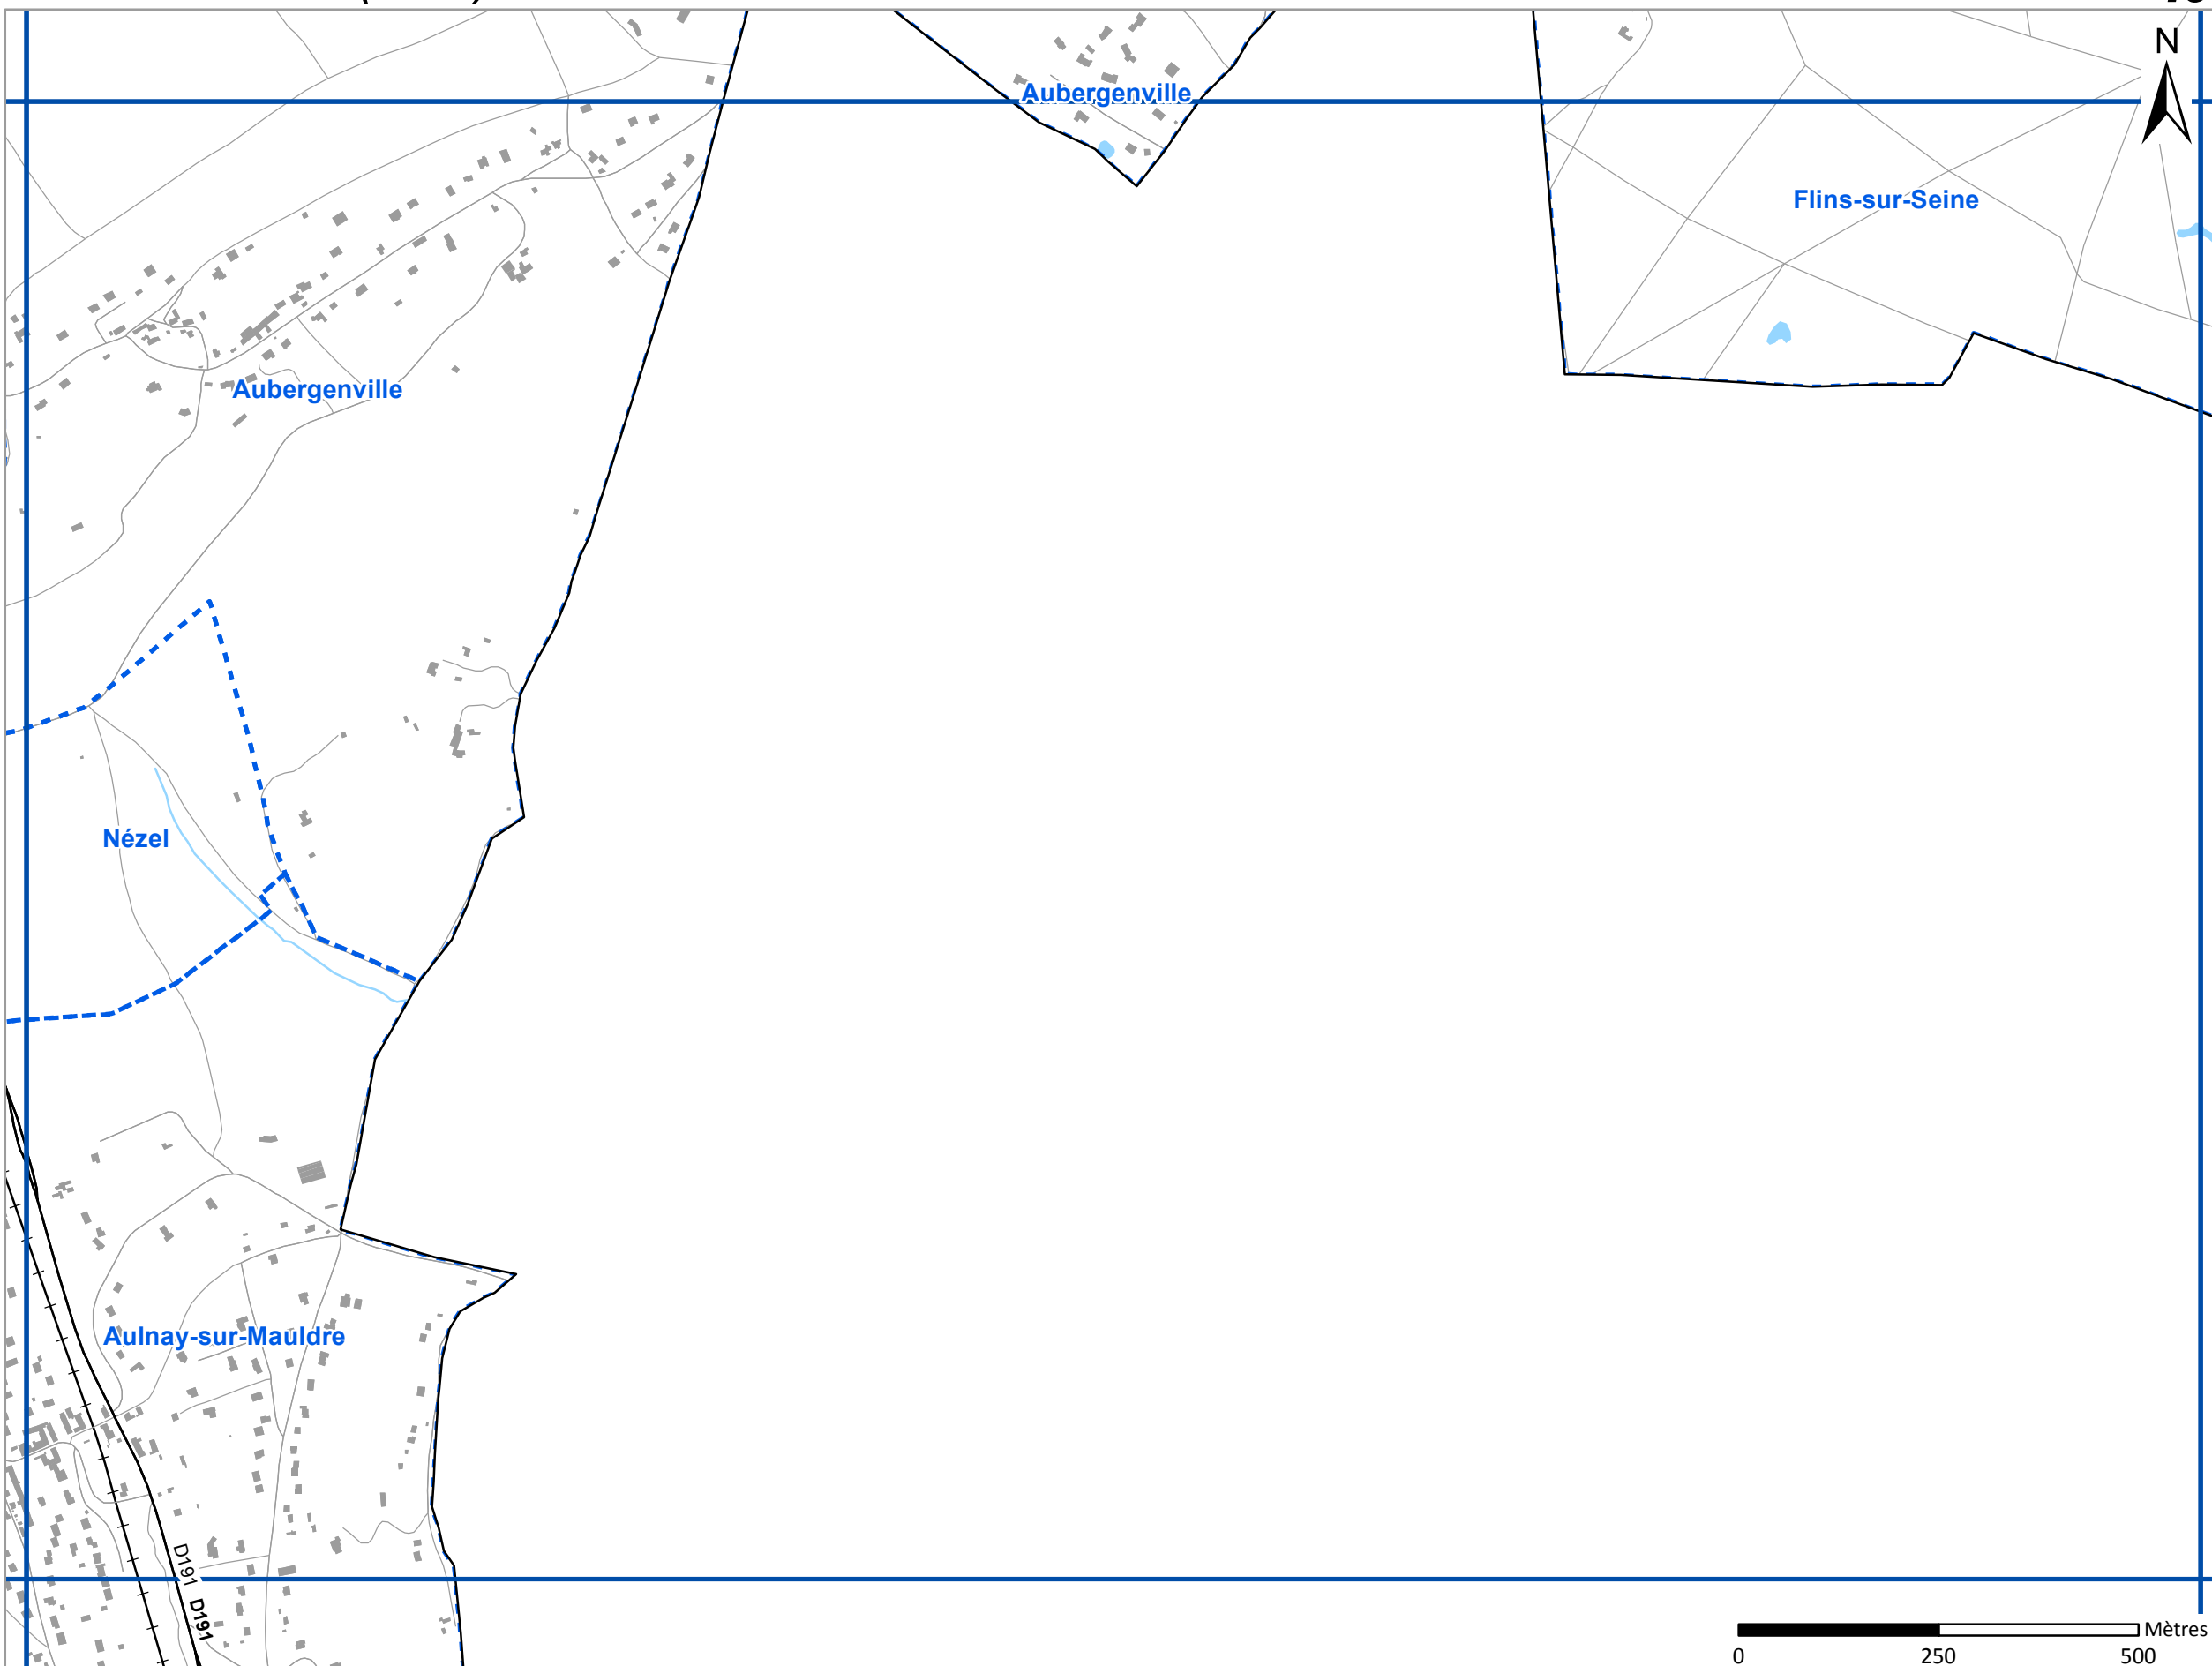 N
Aubergenville
Flins-sur-Seine
Aubergenville
Nézel
Aulnay-sur-Mauldre
D191
D191
Mètres
0 250 500